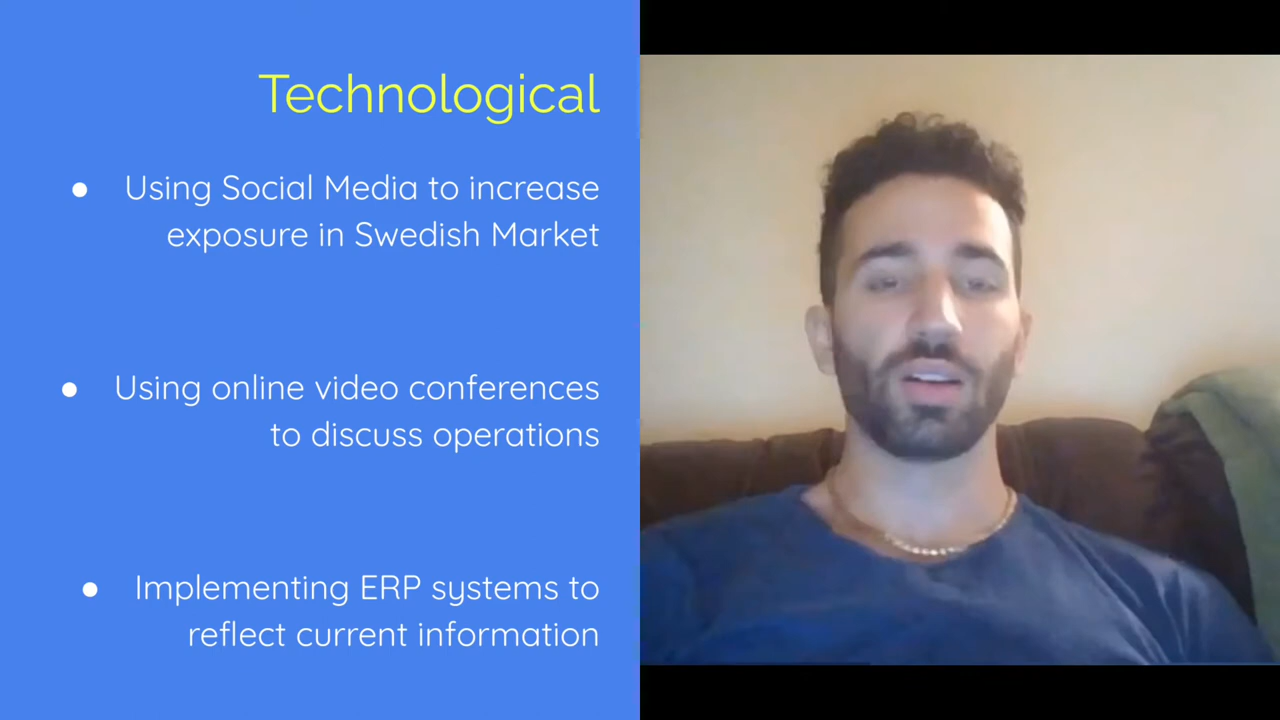 Technological
● Using Social Media to increase
exposure in Swedish Market
● Using online video conferences
to discuss operations
● Implementing ERP systems to
reflect current information